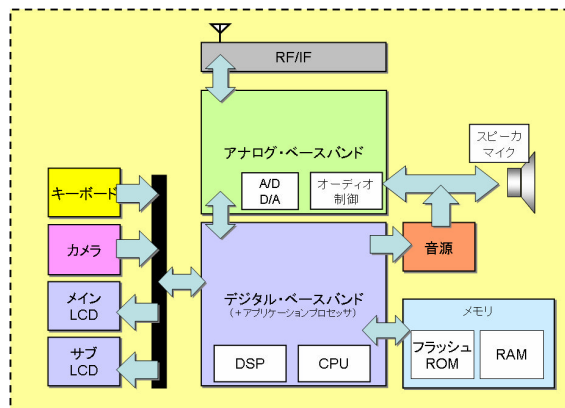 RF/IF
アナログ・ベースバンド
A/D
D/A
オーディオ
制御
スピーカ
マイク
キーボード
カメラ
メイン
LCD
サブ
LCD
音源
デジタル・ベースバンド
(+アプリケーションプロセッサ)
DSP
CPU
メモリ
フラッシュ
ROM
RAM